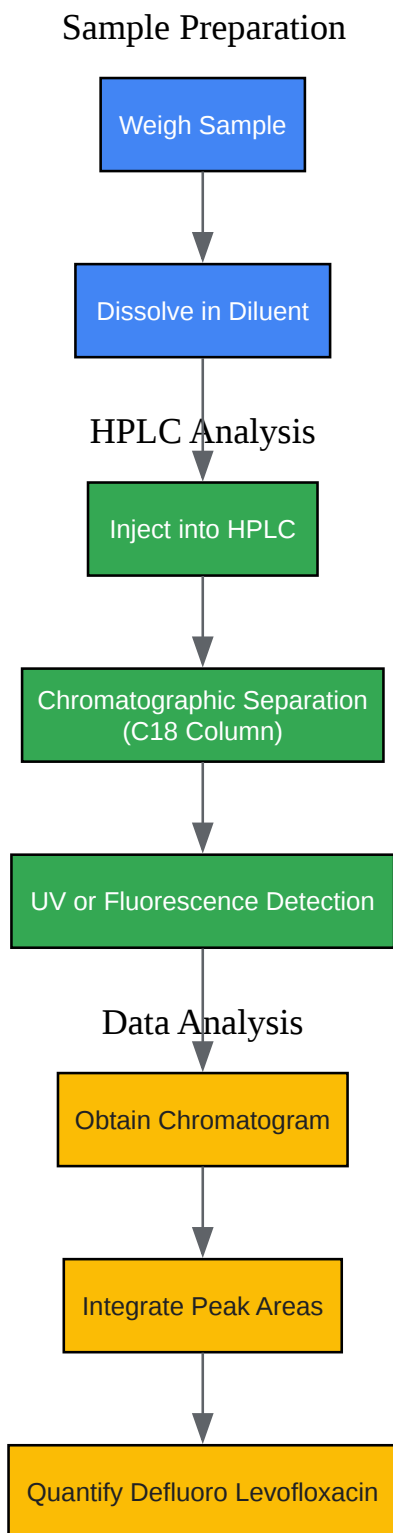 Sample Preparation
Weigh Sample
Dissolve in Diluent
HPLC Analysis
Inject into HPLC
Chromatographic Separation
(C18 Column)
UV or Fluorescence Detection
Data Analysis
Obtain Chromatogram
Integrate Peak Areas
Quantify Defluoro Levofloxacin